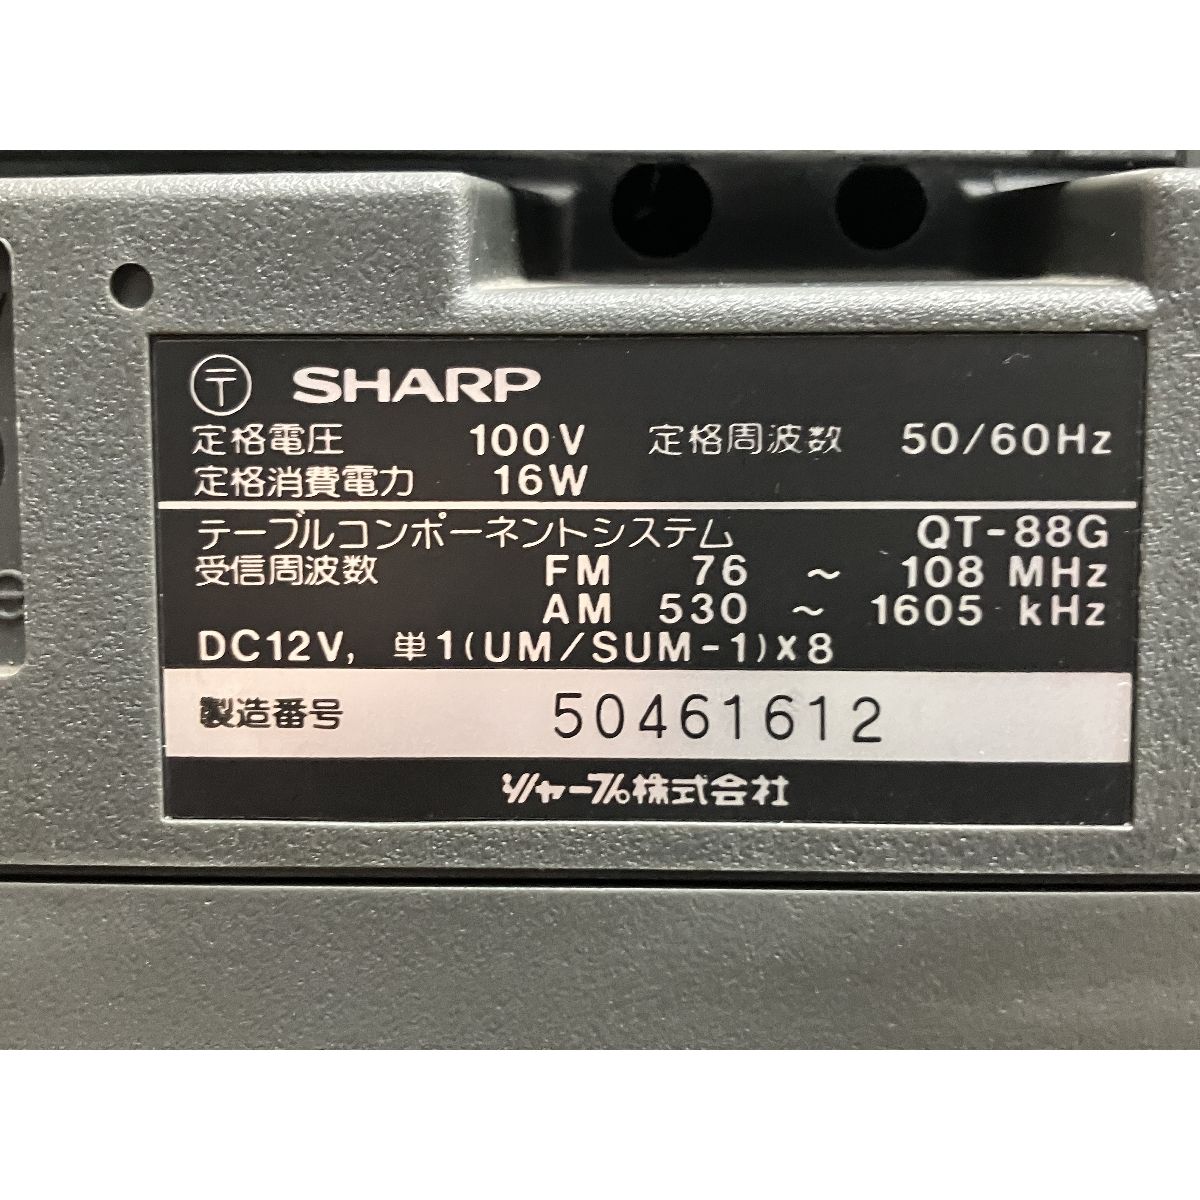 〒 SHARP
定格電圧 100V 定格周波数 50/60Hz
定格消費電力 16W
テーブルコンポーネントシステム QT-88G
受信周波数 FM 76 ~ 108 MHz
AM 530 ~ 1605 kHz
DC12V, 単1(UM/SUM-1)×8
製造番号 50461612
シャープ株式会社